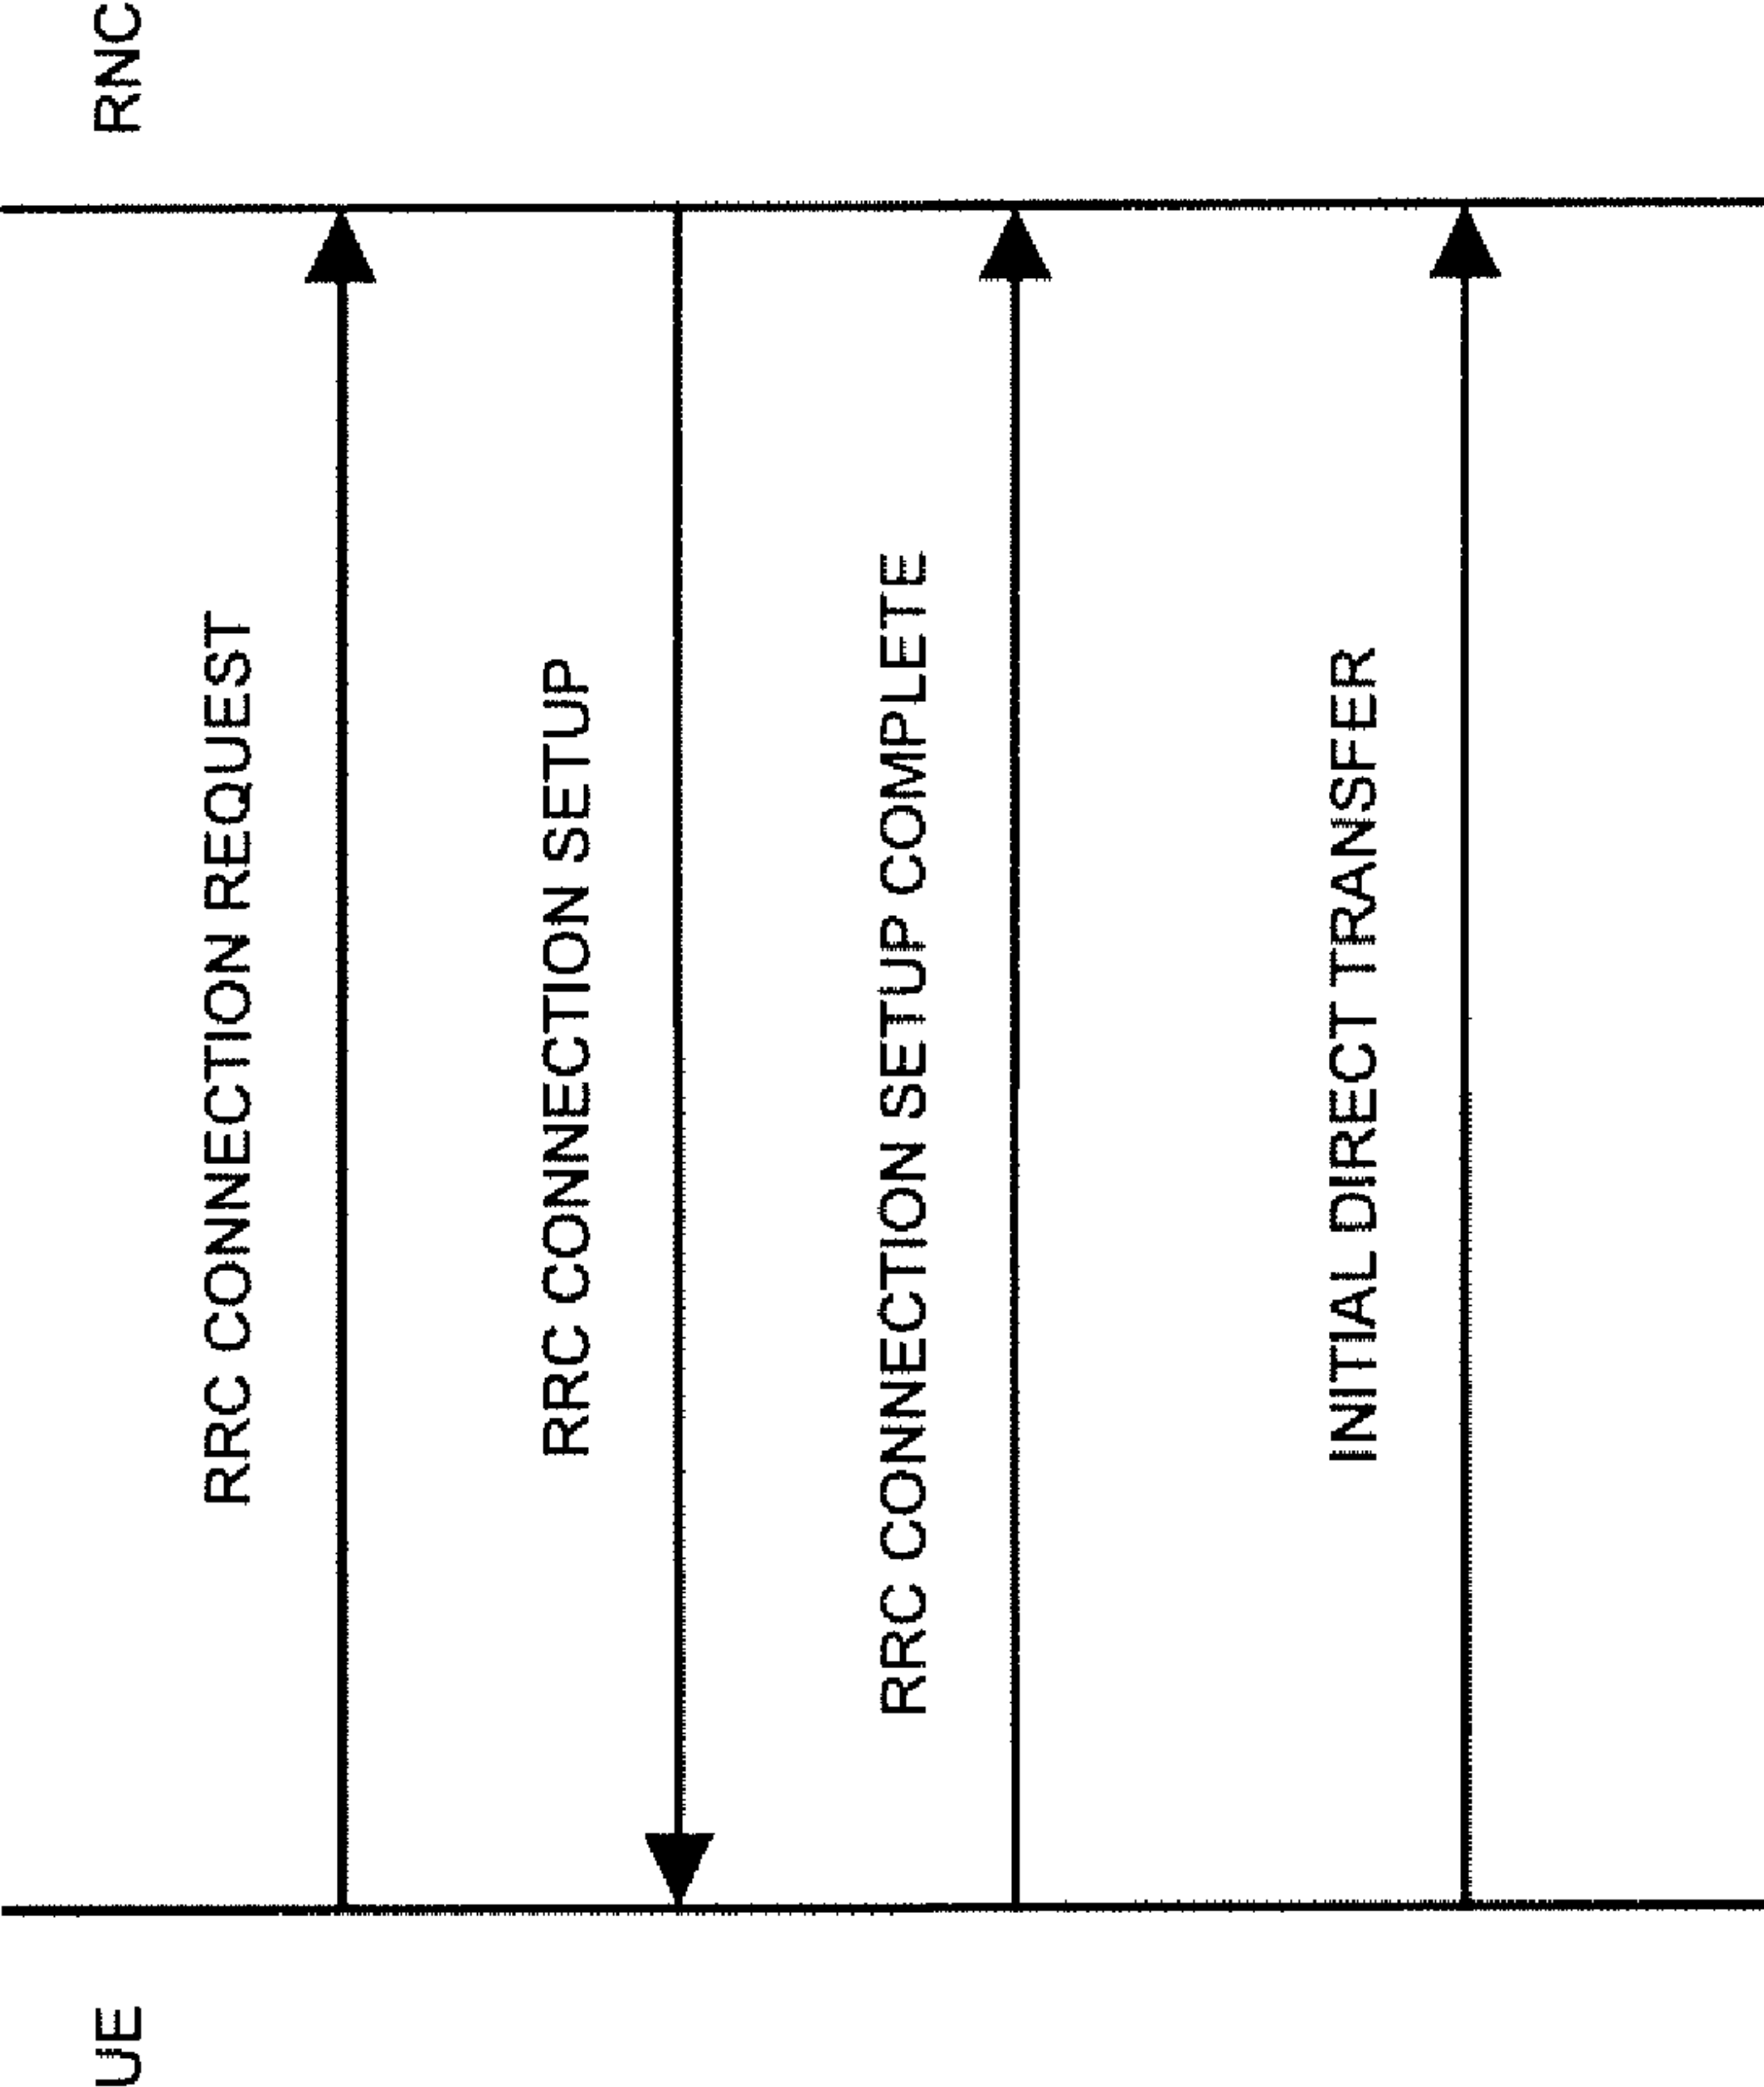 UE
RNC
RRC CONNECTION REQUEST
RRC CONNECTION SETUP
RRC CONNECTION SETUP COMPLETE
INITIAL DIRECT TRANSFER